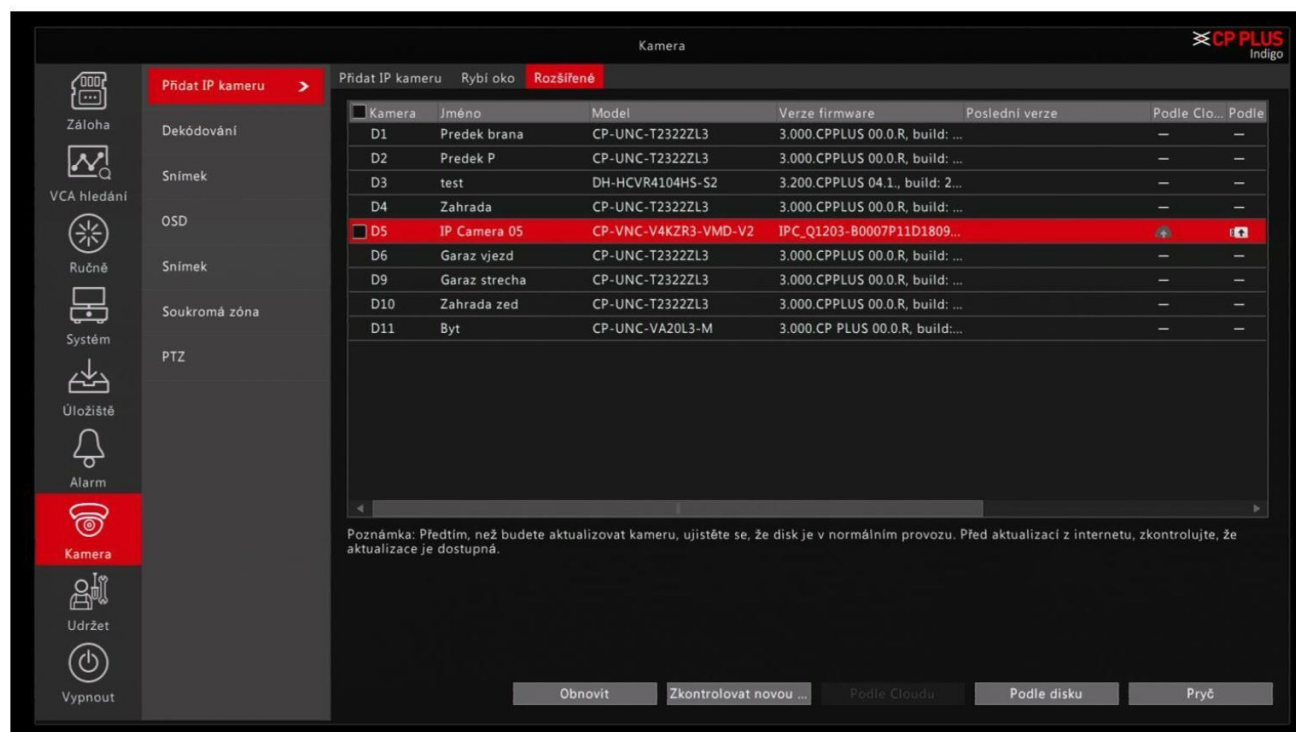 Kamera
CP PLUS
Indigo
Záloha
VCA hledání
Ručně
Systém
Úložiště
Alarm
Kamera
Udržet
Vypnout
Přidat IP kameru >
Dekódování
Snímek
OSD
Snímek
Soukromá zóna
PTZ
Přidat IP kameru Rybí oko Rozšířené
Kamera Jméno Model Verze firmware Poslední verze Podle Clo... Podle
D1 Predek brana CP-UNC-T2322ZL3 3.000.CPPLUS 00.0.R, build: ... — —
D2 Predek P CP-UNC-T2322ZL3 3.000.CPPLUS 00.0.R, build: ... — —
D3 test DH-HCVR4104HS-S2 3.200.CPPLUS 04.1., build: 2... — —
D4 Zahrada CP-UNC-T2322ZL3 3.000.CPPLUS 00.0.R, build: ... — —
D5 IP Camera 05 CP-VNC-V4KZR3-VMD-V2 IPC_Q1203-B0007P11D1809...
D6 Garaz vjezd CP-UNC-T2322ZL3 3.000.CPPLUS 00.0.R, build: ... — —
D9 Garaz strecha CP-UNC-T2322ZL3 3.000.CPPLUS 00.0.R, build: ... — —
D10 Zahrada zed CP-UNC-T2322ZL3 3.000.CPPLUS 00.0.R, build: ... — —
D11 Byt CP-UNC-VA20L3-M 3.000.CP PLUS 00.0.R, build:... — —
Poznámka: Předtím, než budete aktualizovat kameru, ujistěte se, že disk je v normálním provozu. Před aktualizací z internetu, zkontrolujte, že
aktualizace je dostupná.
Obnovit Zkontrolovat novou ... Podle Cloudu Podle disku Pryč